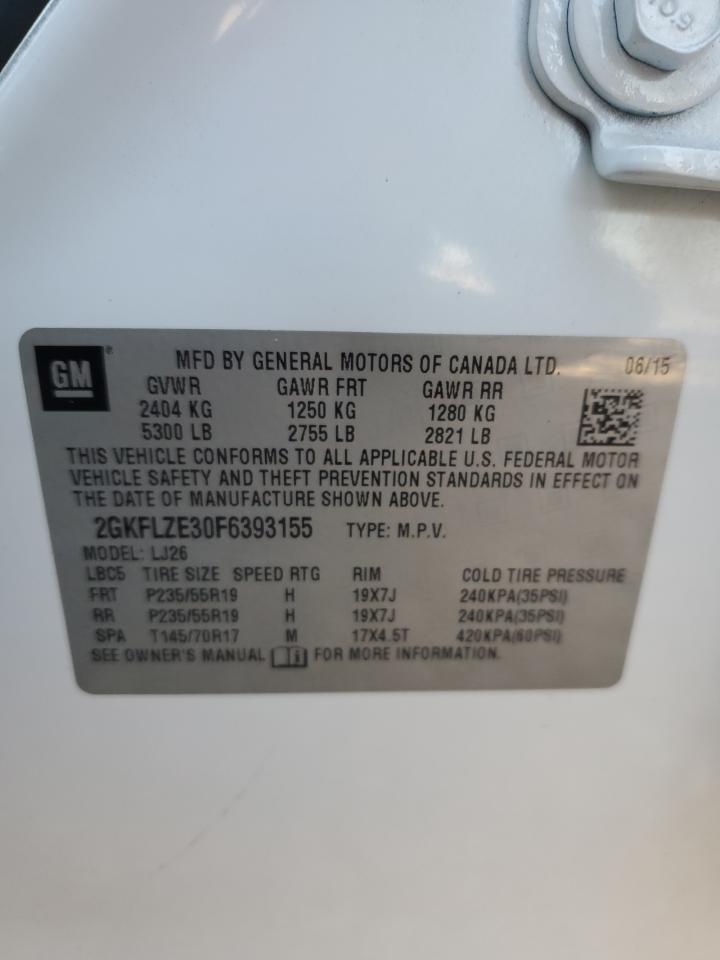 10.9
GM ® MFD BY GENERAL MOTORS OF CANADA LTD. 06/15
GVWR GAWR FRT GAWR RR
2404 KG 1250 KG 1280 KG
5300 LB 2755 LB 2821 LB
THIS VEHICLE CONFORMS TO ALL APPLICABLE U.S. FEDERAL MOTOR
VEHICLE SAFETY AND THEFT PREVENTION STANDARDS IN EFFECT ON
THE DATE OF MANUFACTURE SHOWN ABOVE.
2GKFLZE30F6393155 TYPE: M.P.V.
MODEL: LJ26
LBC5 TIRE SIZE SPEED RTG RIM COLD TIRE PRESSURE
FRT P235/55R19 H 19X7J 240KPA(35PSI)
RR P235/55R19 H 19X7J 240KPA(35PSI)
SPA T145/70R17 M 17X4.5T 420KPA(60PSI)
SEE OWNER'S MANUAL i FOR MORE INFORMATION.